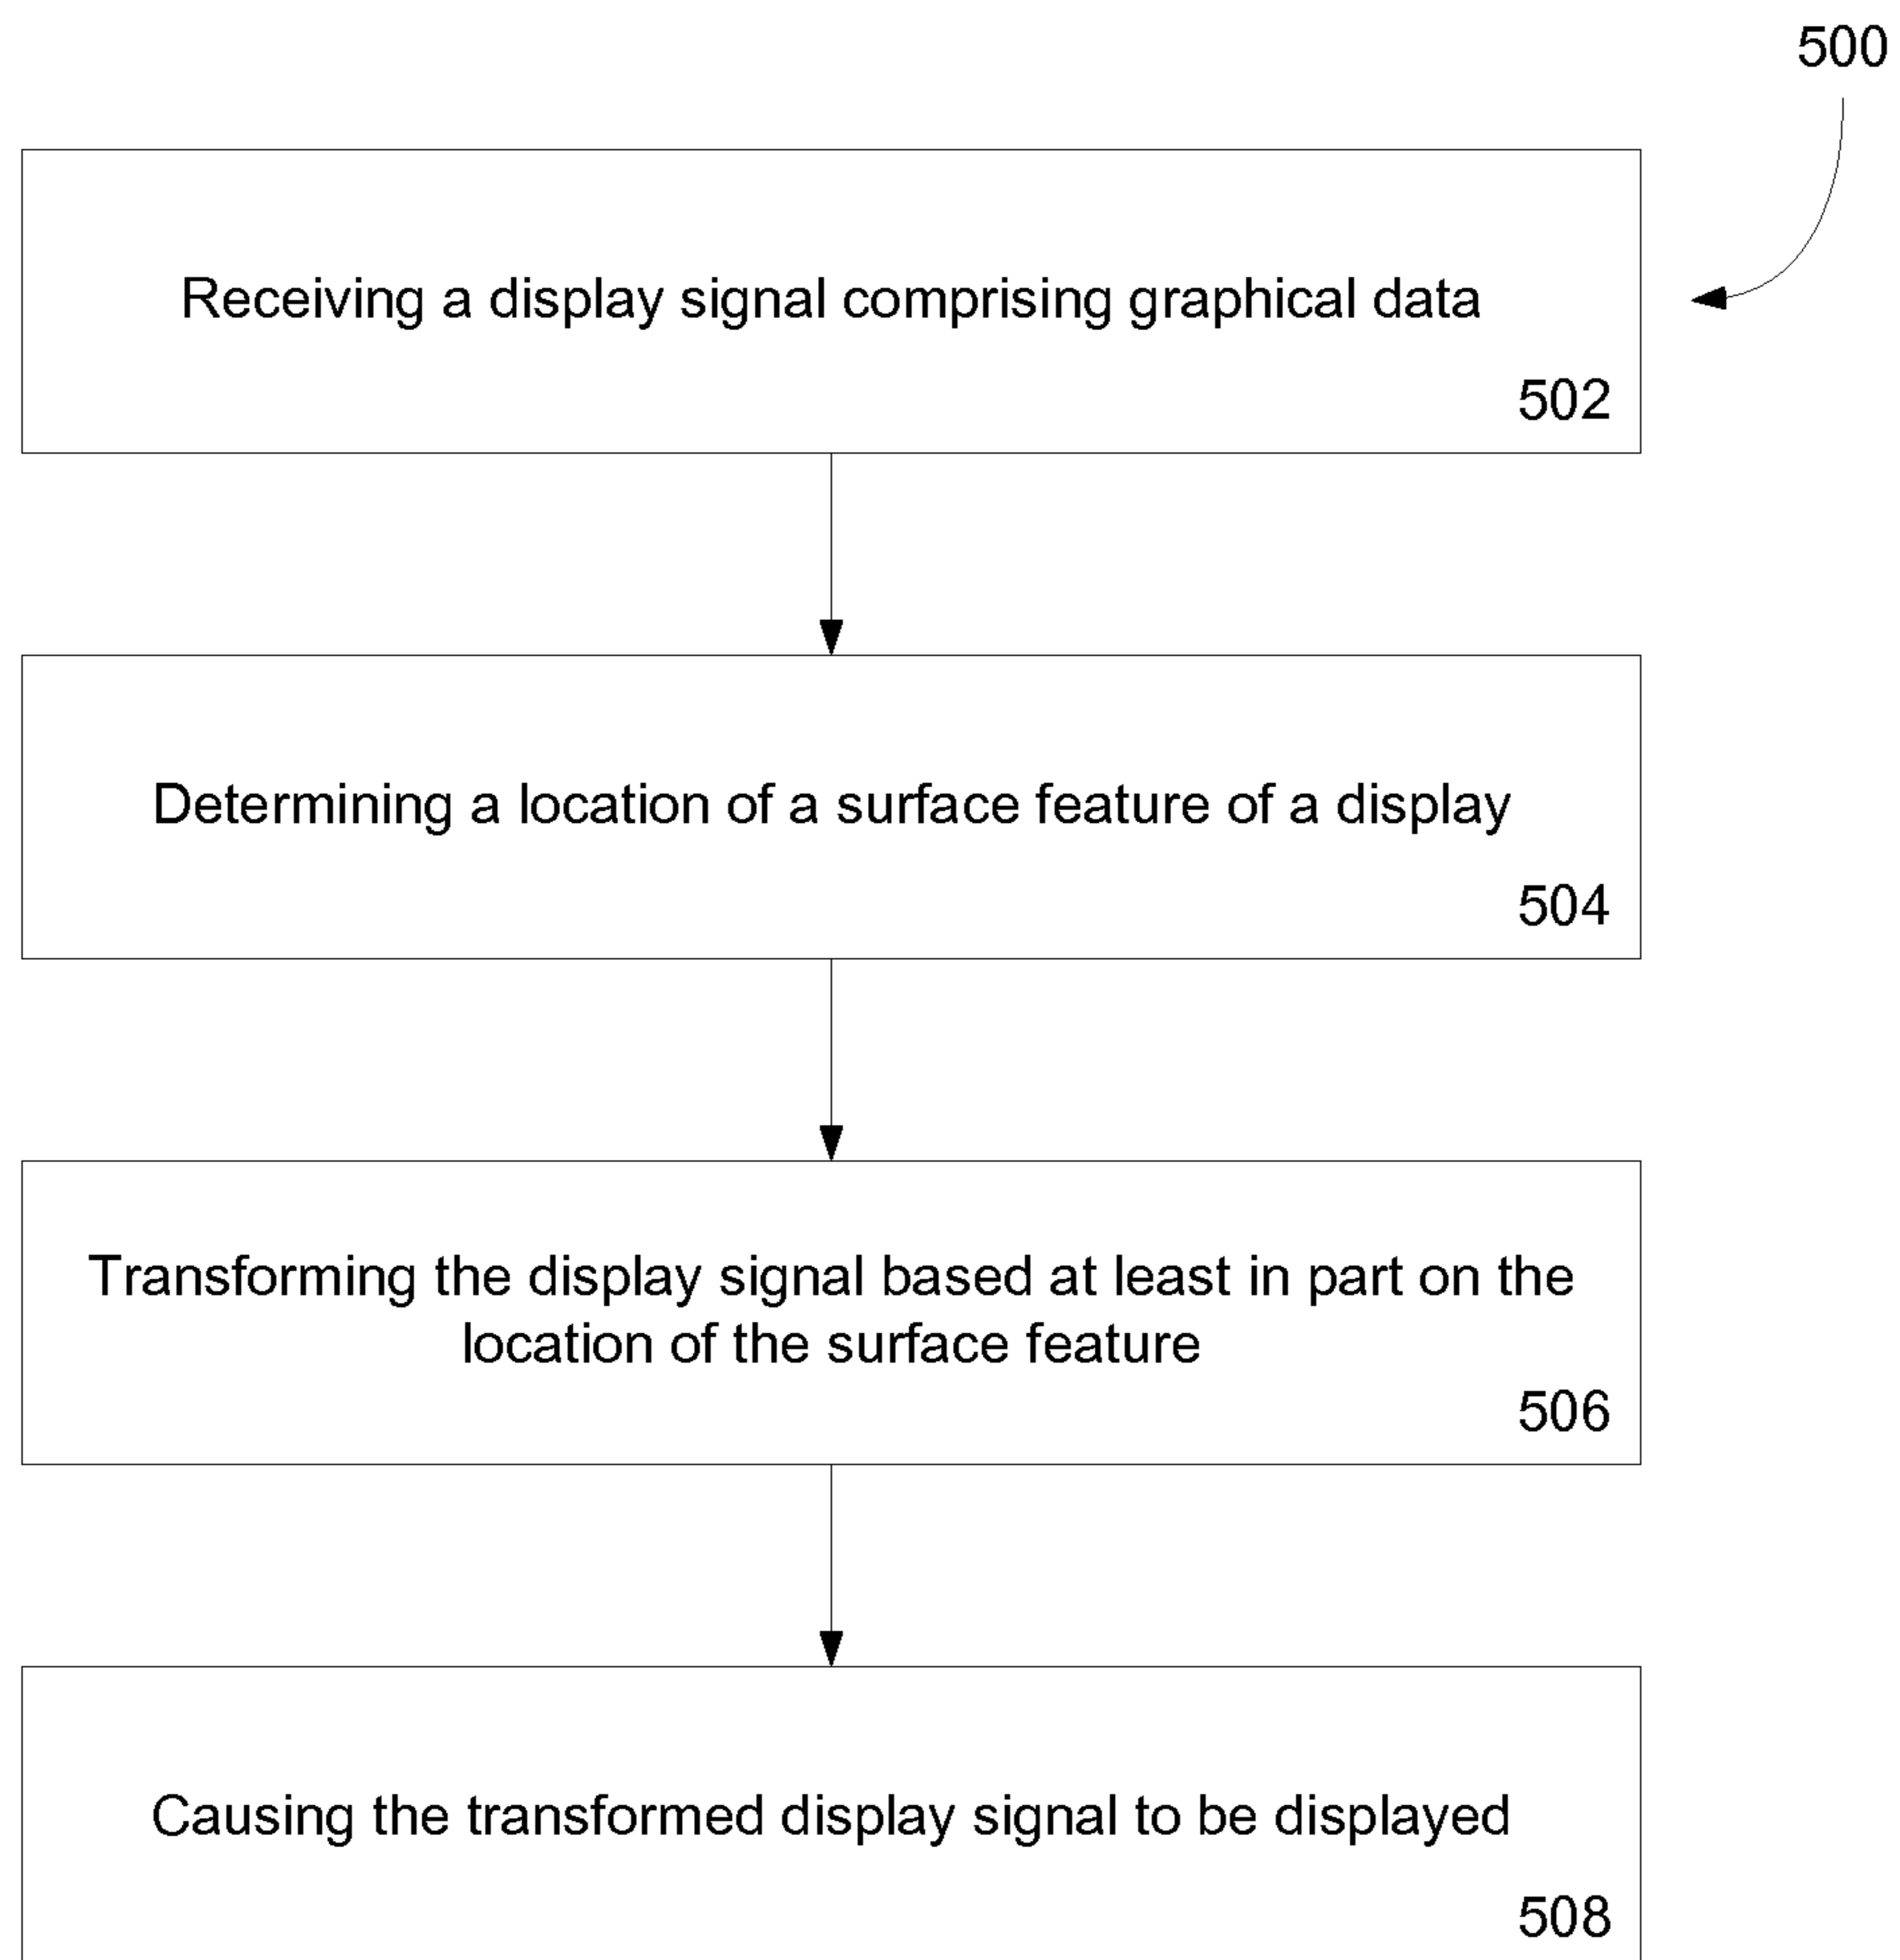 500
Receiving a display signal comprising graphical data
502
Determining a location of a surface feature of a display
504
Transforming the display signal based at least in part on the
location of the surface feature
506
Causing the transformed display signal to be displayed
508